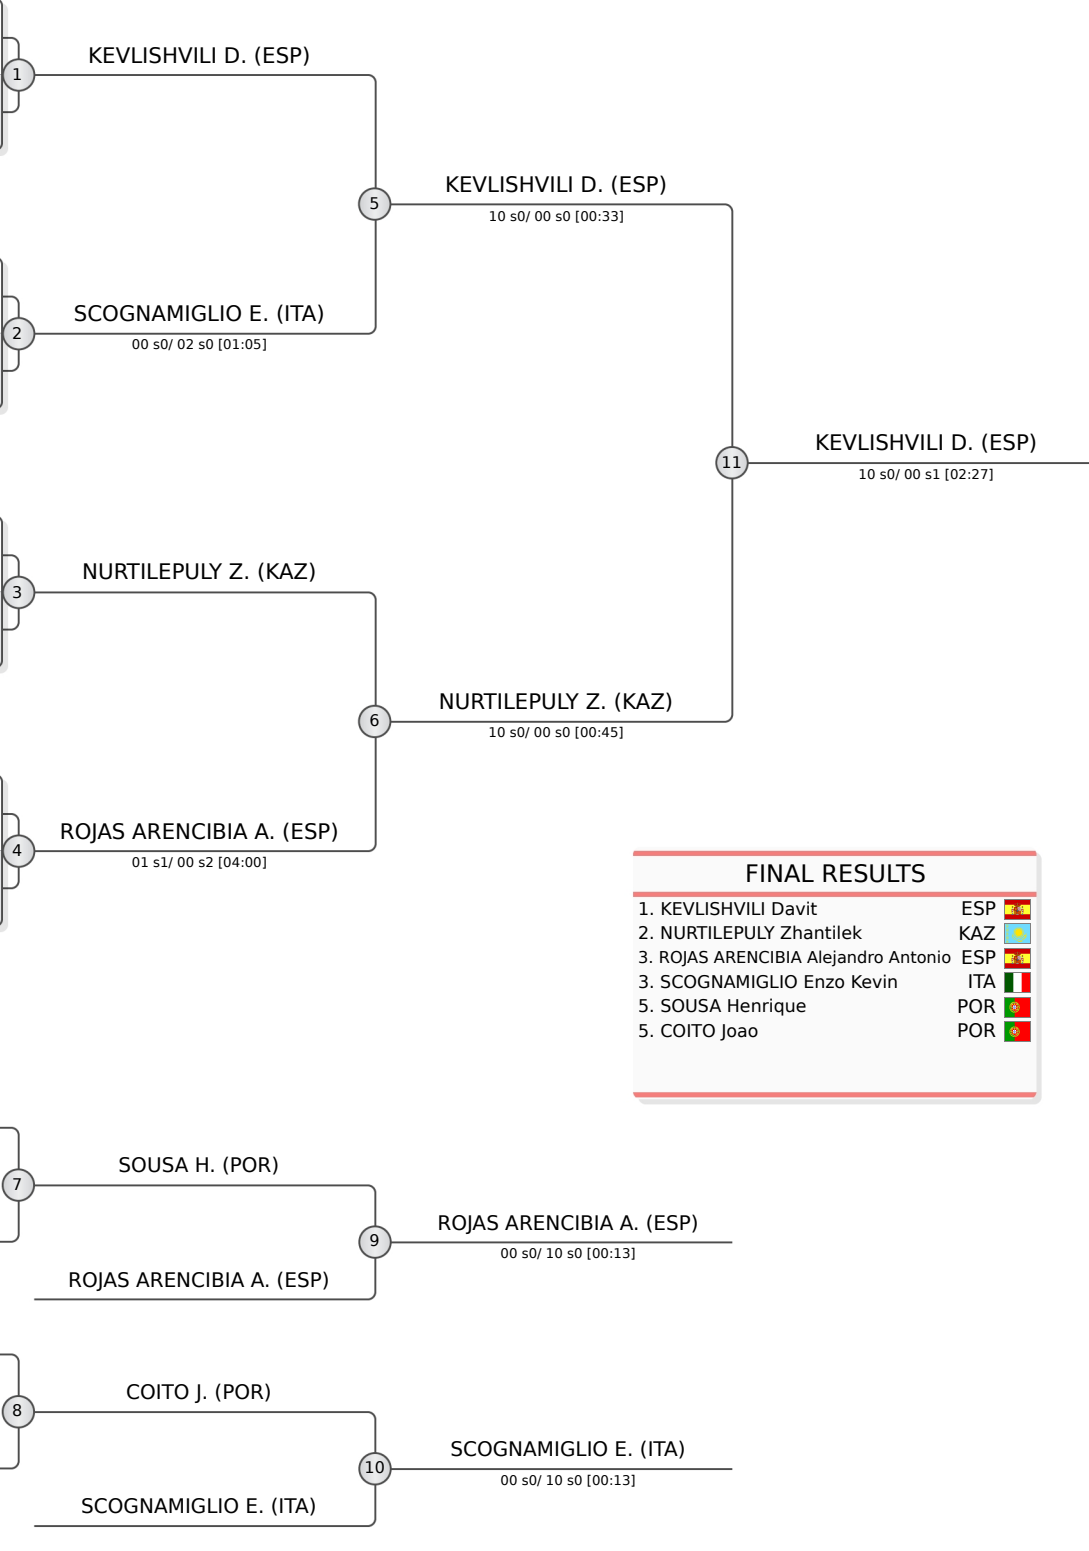 KEVLISHVILI D. (ESP)
1
KEVLISHVILI D. (ESP)
5
10 s0/ 00 s0 [00:33]
SCOGNAMIGLIO E. (ITA)
2
00 s0/ 02 s0 [01:05]
KEVLISHVILI D. (ESP)
11
10 s0/ 00 s1 [02:27]
NURTILEPULY Z. (KAZ)
3
NURTILEPULY Z. (KAZ)
6
10 s0/ 00 s0 [00:45]
ROJAS ARENCIBIA A. (ESP)
4
01 s1/ 00 s2 [04:00]
FINAL RESULTS
1. KEVLISHVILI Davit ESP
2. NURTILEPULY Zhantilek KAZ
3. ROJAS ARENCIBIA Alejandro Antonio ESP
3. SCOGNAMIGLIO Enzo Kevin ITA
5. SOUSA Henrique POR
5. COITO Joao POR
SOUSA H. (POR)
7
ROJAS ARENCIBIA A. (ESP)
9
00 s0/ 10 s0 [00:13]
ROJAS ARENCIBIA A. (ESP)
COITO J. (POR)
8
SCOGNAMIGLIO E. (ITA)
10
00 s0/ 10 s0 [00:13]
SCOGNAMIGLIO E. (ITA)